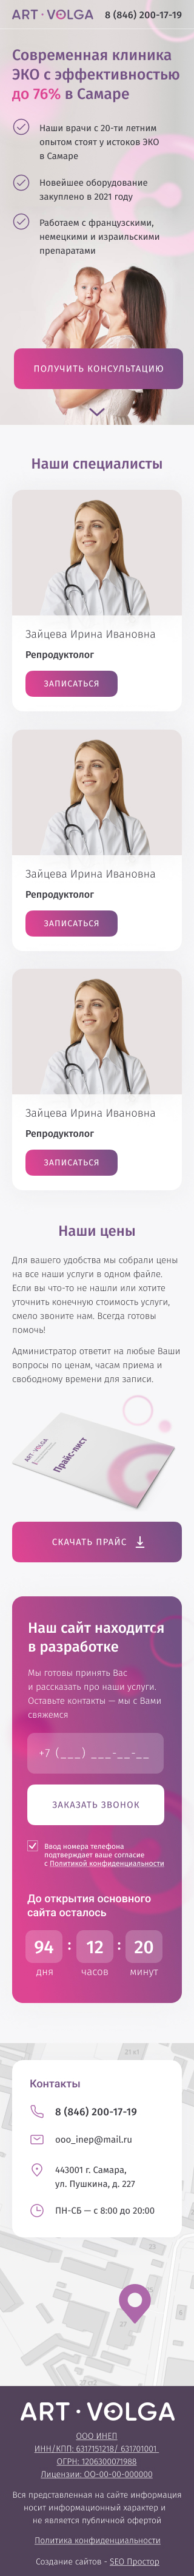 ART · VOLGA 8 (846) 200-17-19
Современная клиника
ЭКО с эффективностью
до 76% в Самаре
Наши врачи с 20-ти летним
опытом стоят у истоков ЭКО
в Самаре
Новейшее оборудование
закуплено в 2021 году
Работаем с французскими,
немецкими и израильскими
препаратами
ПОЛУЧИТЬ КОНСУЛЬТАЦИЮ
Наши специалисты
Зайцева Ирина Ивановна
Репродуктолог
ЗАПИСАТЬСЯ
Зайцева Ирина Ивановна
Репродуктолог
ЗАПИСАТЬСЯ
Зайцева Ирина Ивановна
Репродуктолог
ЗАПИСАТЬСЯ
Наши цены
Для вашего удобства мы собрали цены
на все наши услуги в одном файле.
Если вы что-то не нашли или хотите
уточнить конечную стоимость услуги,
смело звоните нам. Всегда готовы
помочь!
Администратор ответит на любые Ваши
вопросы по ценам, часам приема и
свободному времени для записи.
ART · VOLGA
Прайс-лист
СКАЧАТЬ ПРАЙС
Наш сайт находится
в разработке
Мы готовы принять Вас
и рассказать про наши услуги.
Оставьте контакты — мы с Вами
свяжемся
+7 (___) ___-__-__
ЗАКАЗАТЬ ЗВОНОК
Ввод номера телефона
подтверждает ваше согласие
с Политикой конфиденциальности
До открытия основного
сайта осталось
94 : 12 : 20
дня часов минут
Контакты
8 (846) 200-17-19
ooo_inep@mail.ru
443001 г. Самара,
ул. Пушкина, д. 227
ПН-СБ — с 8:00 до 20:00
ART · VOLGA
ООО ИНЕП
ИНН/КПП: 6317151218/ 631701001
ОГРН: 1206300071988
Лицензии: ОО-00-00-000000
Вся представленная на сайте информация
носит информационный характер и
не является публичной офертой
Политика конфиденциальности
Создание сайтов - SEO Простор